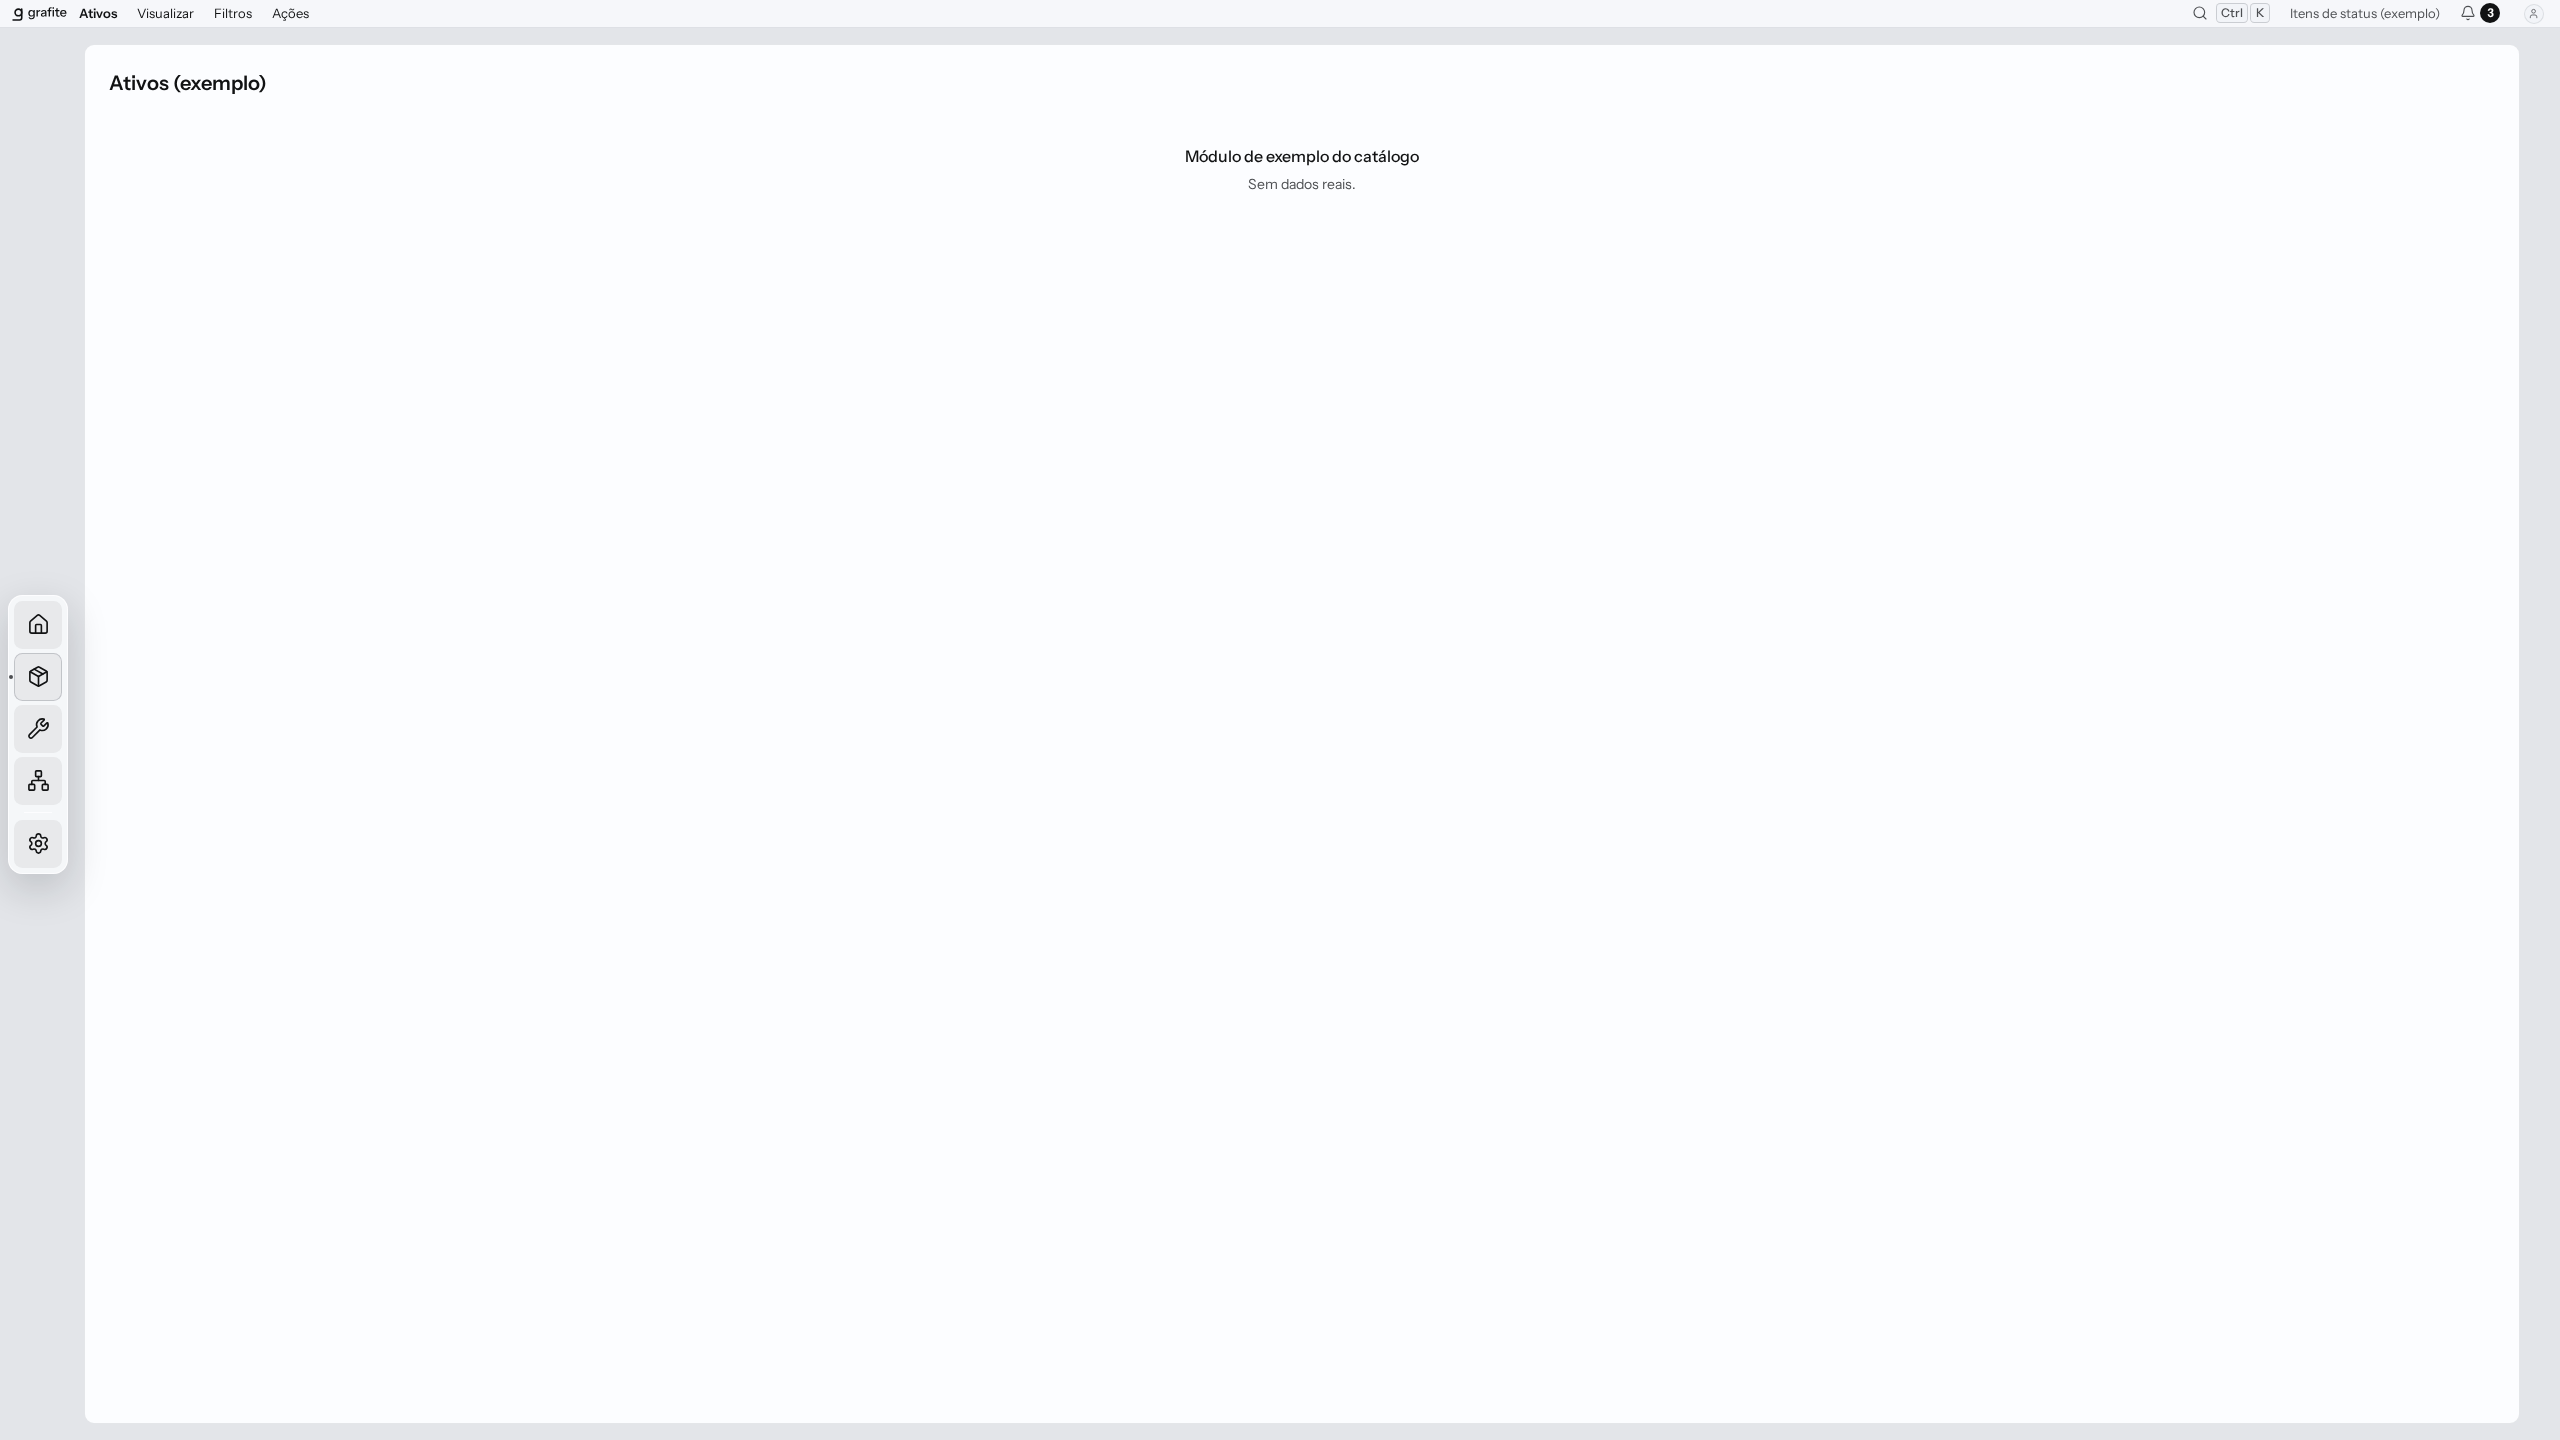 grafite Ativos Visualizar Filtros Ações Ctrl K Itens de status (exemplo) 3
Ativos (exemplo)
Módulo de exemplo do catálogo
Sem dados reais.